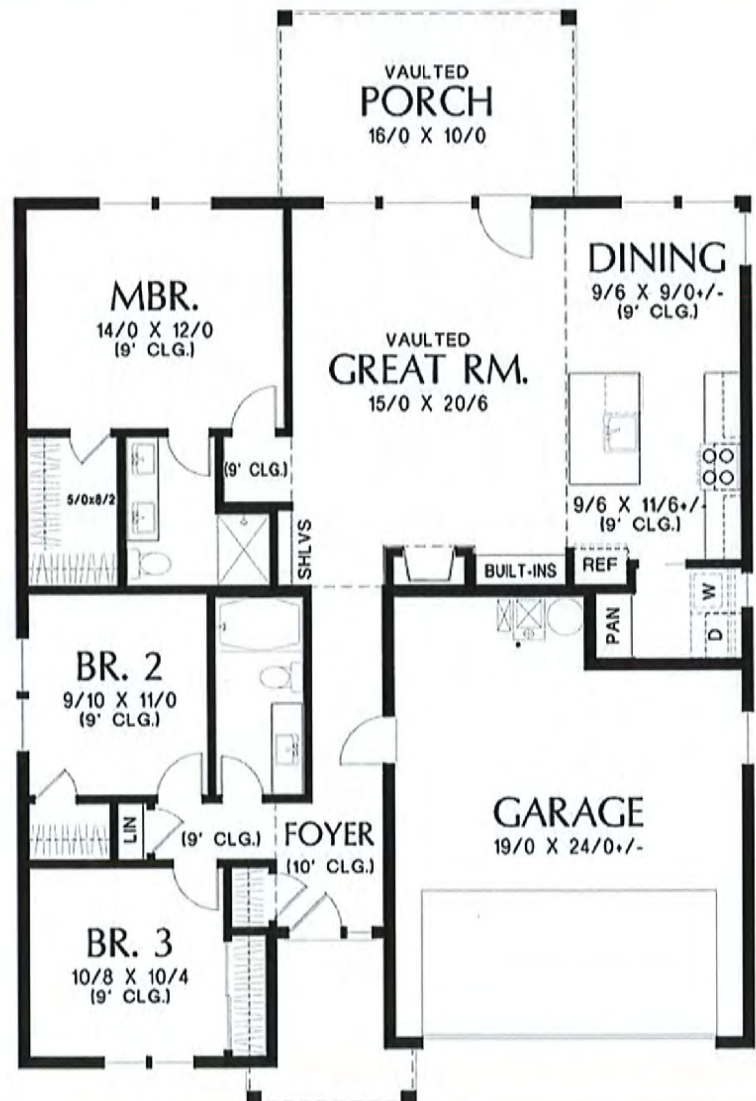 VAULTED
PORCH
16/0 X 10/0
DINING
9/6 X 9/0+/-
(9' CLG.)
MBR.
14/0 X 12/0
(9' CLG.)
VAULTED
GREAT RM.
15/0 X 20/6
(9' CLG.)
5/0x8/2
9/6 X 11/6+/-
(9' CLG.)
SHLVS
BUILT-INS
REF
PAN
W
D
BR. 2
9/10 X 11/0
(9' CLG.)
LIN
(9' CLG.)
FOYER
(10' CLG.)
GARAGE
19/0 X 24/0+/-
BR. 3
10/8 X 10/4
(9' CLG.)